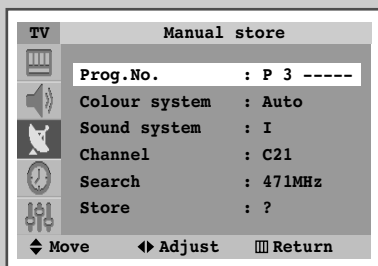 TV Manual store
Prog.No. : P 3 -----
Colour system : Auto
Sound system : I
Channel : C21
Search : 471MHz
Store : ?
Move Adjust Return